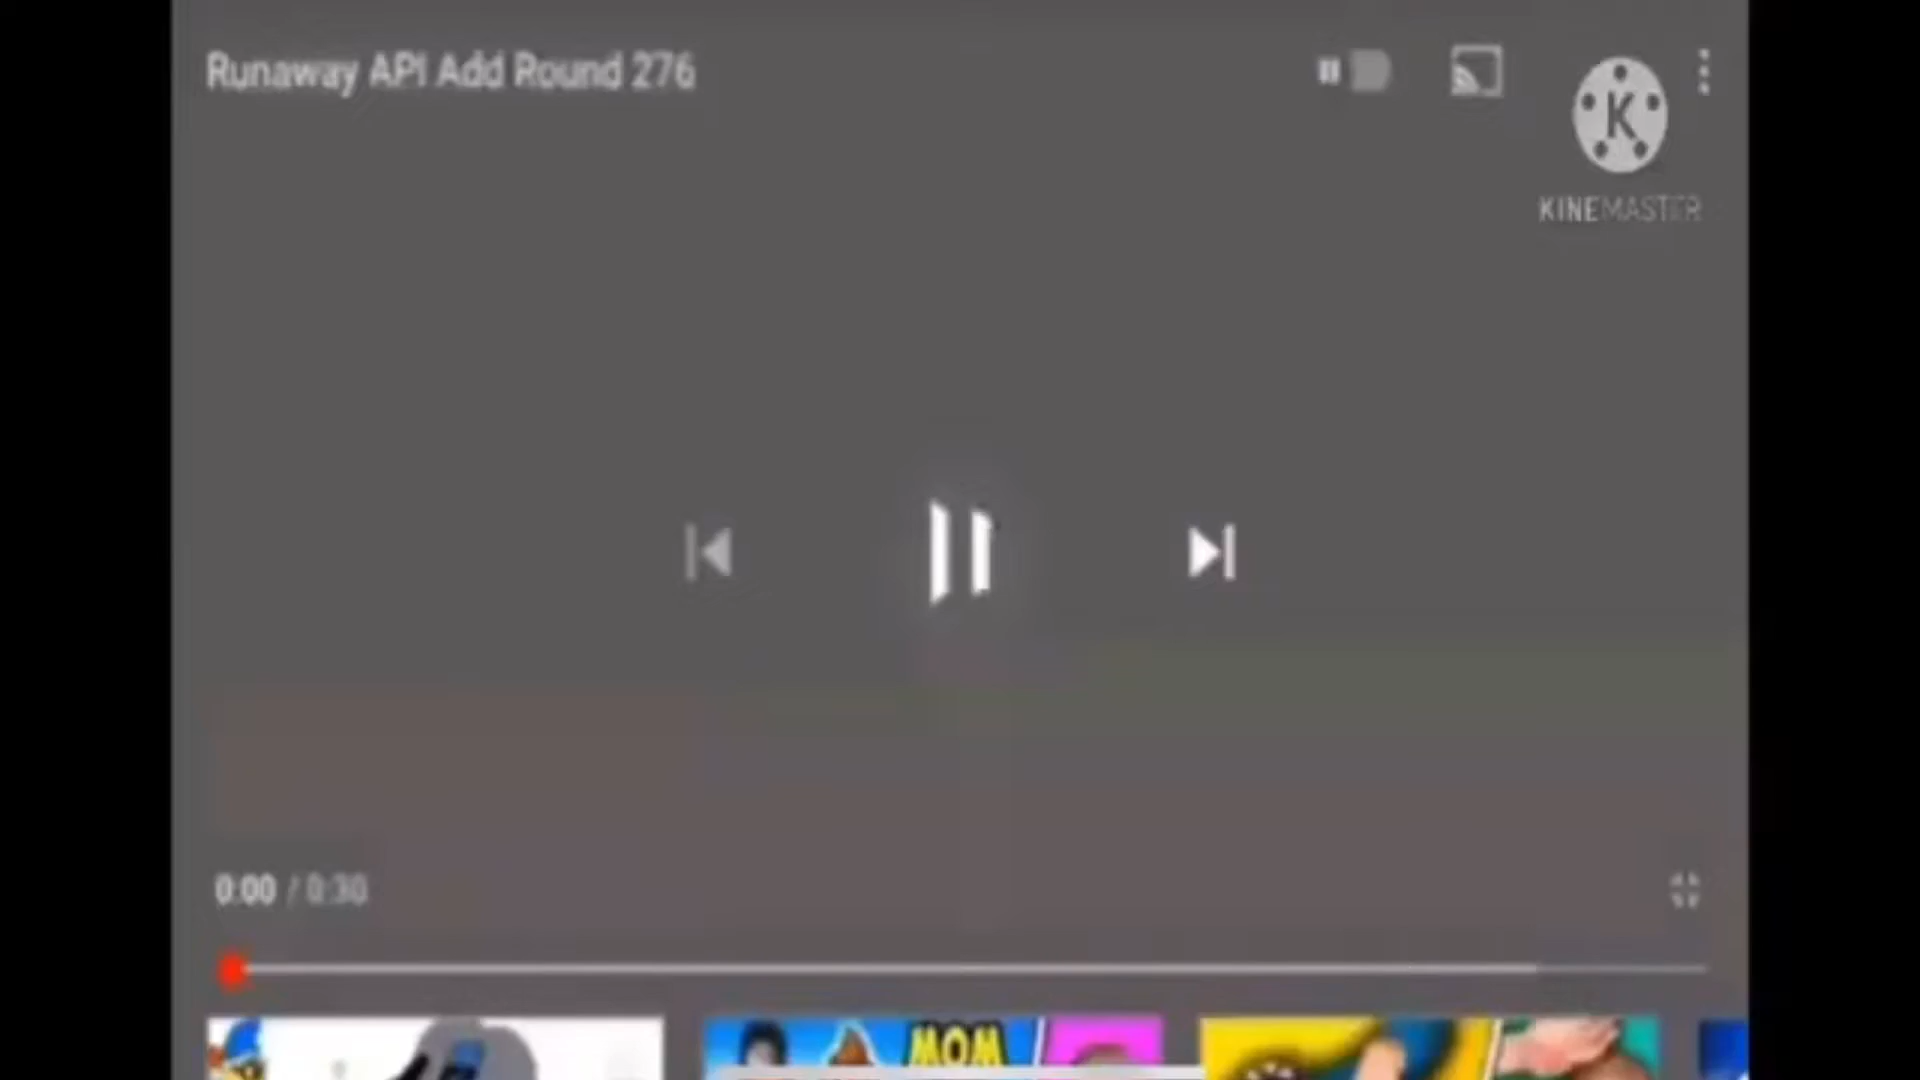 Runaway API Add Round 276
K
KINEMASTER
0:00 / 0:30
MOM